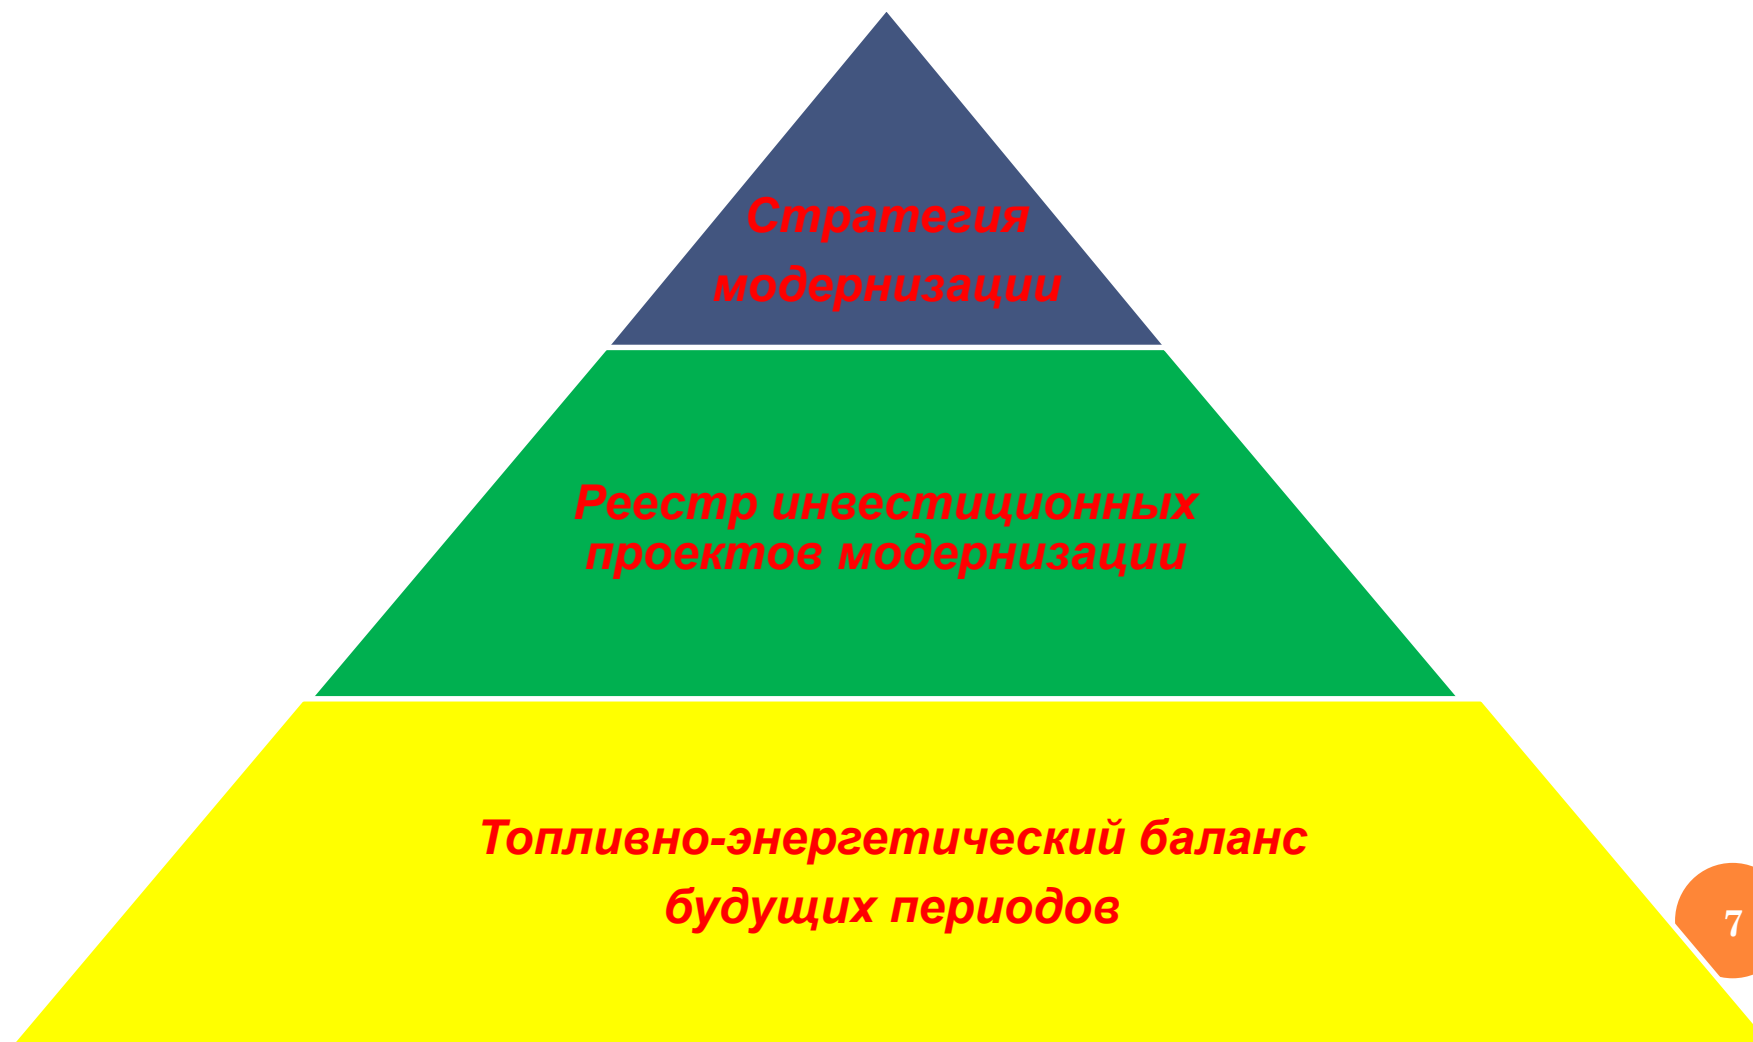 Стратегия
модернизации
Реестр инвестиционных
проектов модернизации
Топливно-энергетический баланс
будущих периодов
7